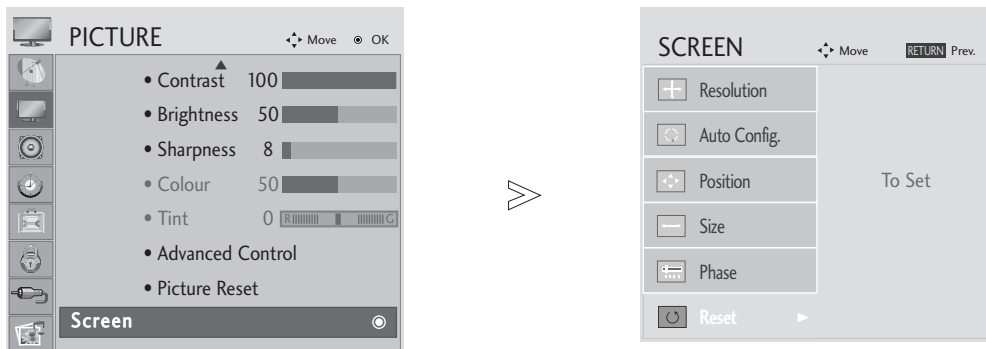 PICTURE Move OK
• Contrast 100
• Brightness 50
• Sharpness 8
• Colour 50
• Tint 0 R G
• Advanced Control
• Picture Reset
Screen
SCREEN Move RETURN Prev.
Resolution
Auto Config.
Position
Size
Phase
Reset
To Set